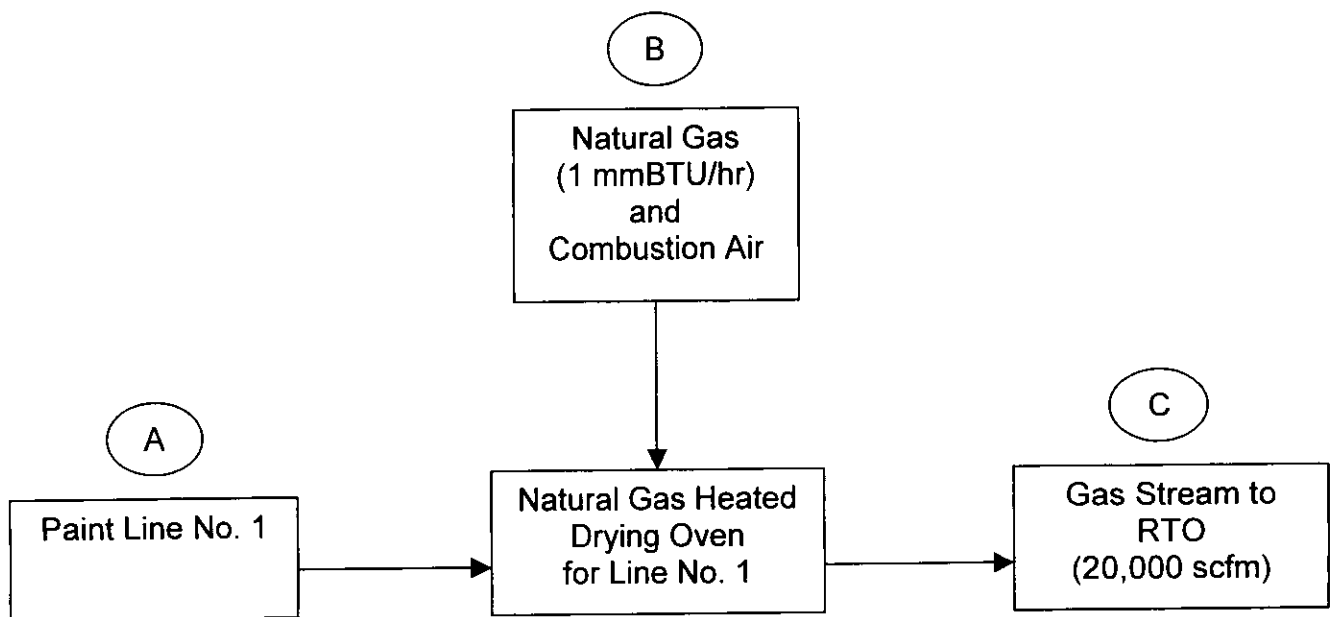 B
Natural Gas
(1 mmBTU/hr)
and
Combustion Air
A
Paint Line No. 1
Natural Gas Heated
Drying Oven
for Line No. 1
C
Gas Stream to
RTO
(20,000 scfm)